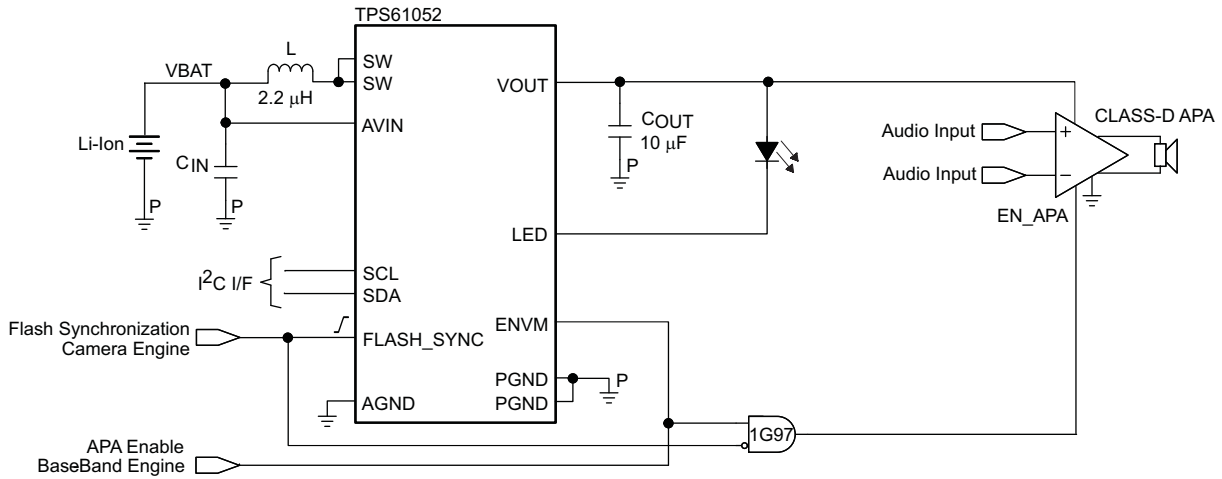 TPS61052
L
VBAT
2.2 μH
SW
SW
AVIN
VOUT
Li-Ion
CIN
P
P
COUT
10 μF
P
CLASS-D APA
Audio Input
Audio Input
+
−
EN_APA
LED
I2C I/F
SCL
SDA
ENVM
Flash Synchronization
Camera Engine
FLASH_SYNC
PGND
PGND
P
AGND
1G97
APA Enable
BaseBand Engine